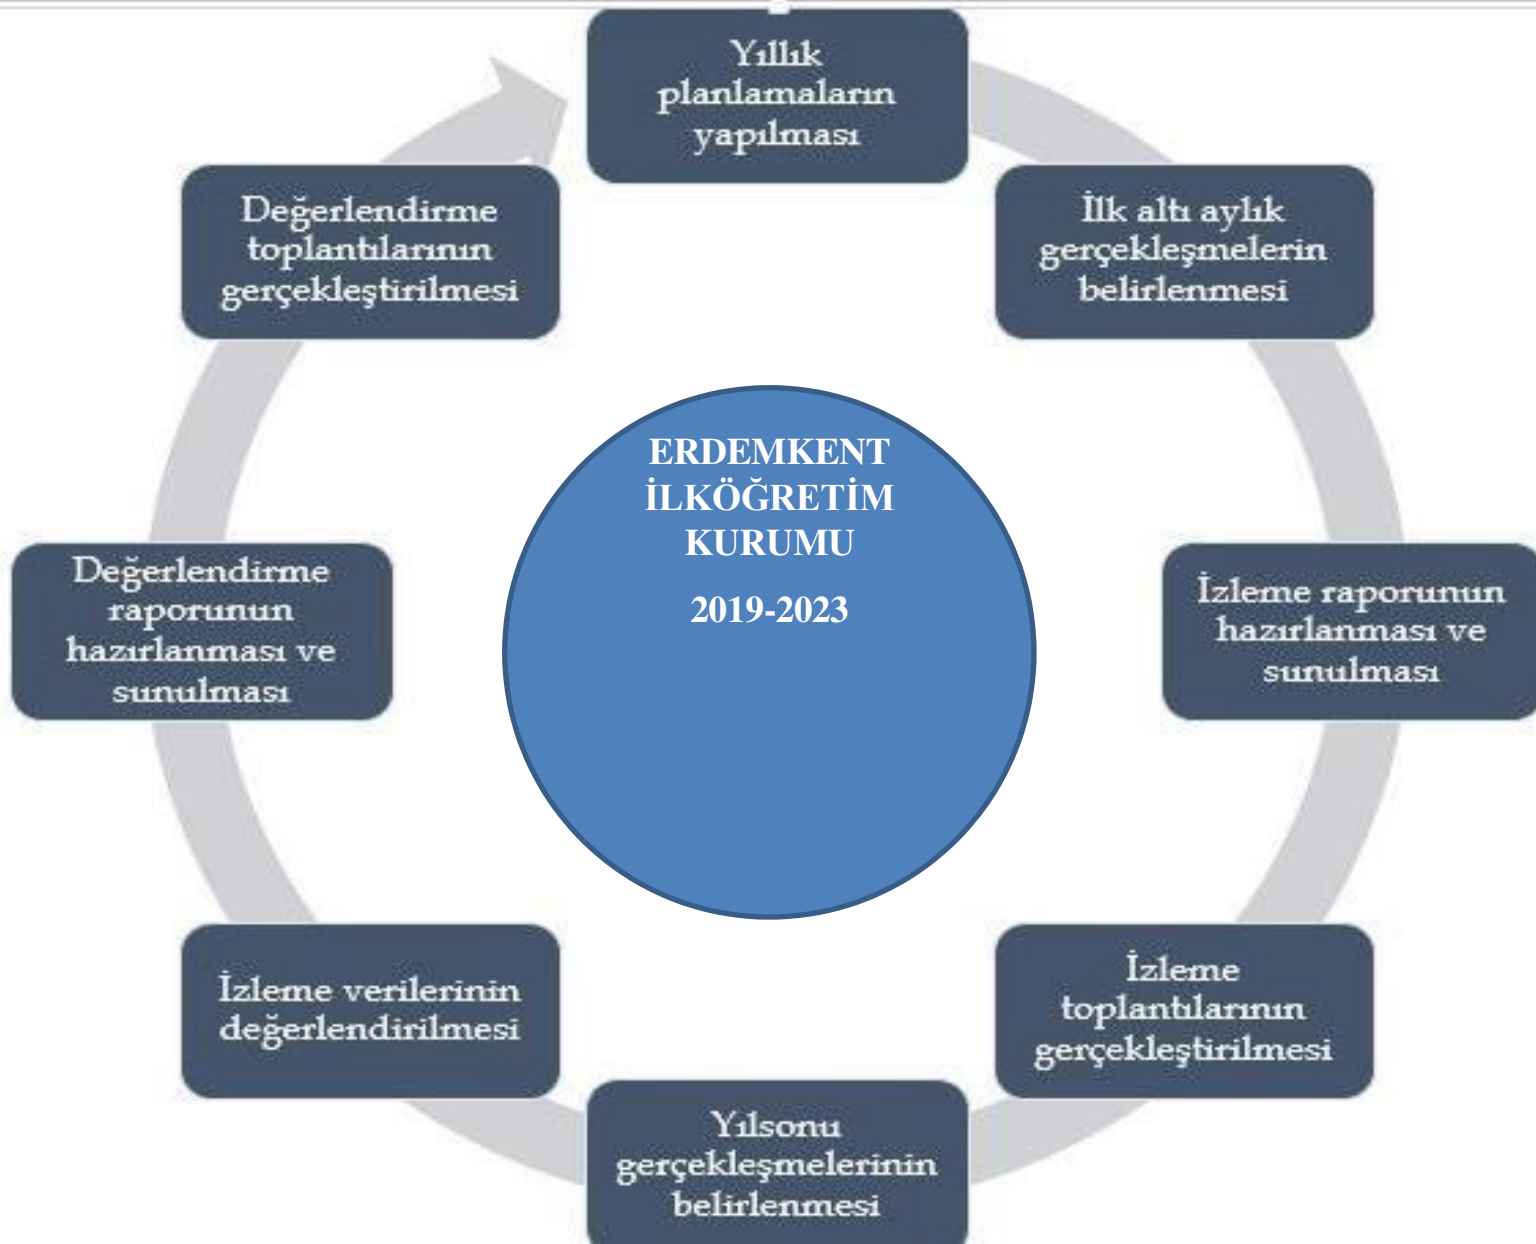 Yıllık
planlamaların
yapılması
İlk altı aylık
gerçekleşmelerin
belirlenmesi
İzleme raporunun
hazırlanması ve
sunulması
İzleme
toplantılarının
gerçekleştirilmesi
Yılsonu
gerçekleşmelerinin
belirlenmesi
İzleme verilerinin
değerlendirilmesi
Değerlendirme
raporunun
hazırlanması ve
sunulması
Değerlendirme
toplantılarının
gerçekleştirilmesi
ERDEMKENT
İLKÖĞRETİM
KURUMU
2019-2023